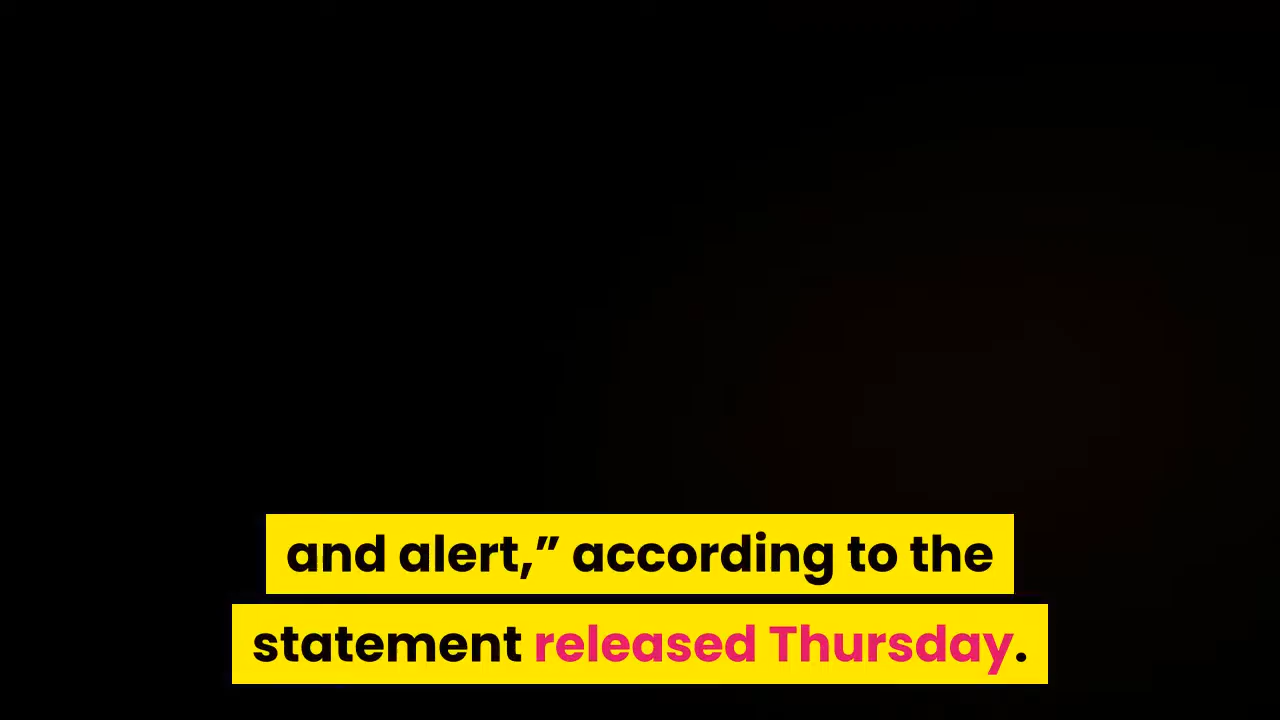 and alert,” according to the
statement released Thursday.